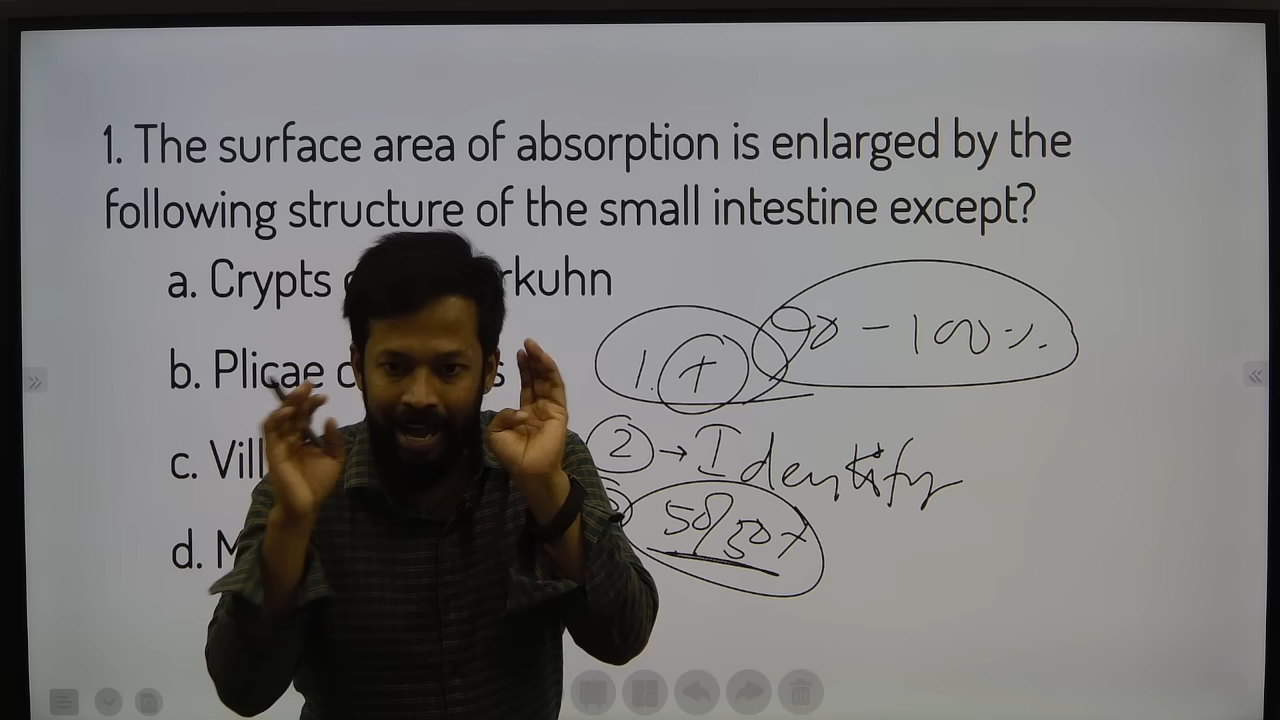 1. The surface area of absorption is enlarged by the
following structure of the small intestine except?
a. Crypts rkuhn
b. Plicae c s
c. Vill
d. M
1. + 90 - 100 %.
2 → Identify
50/50 +